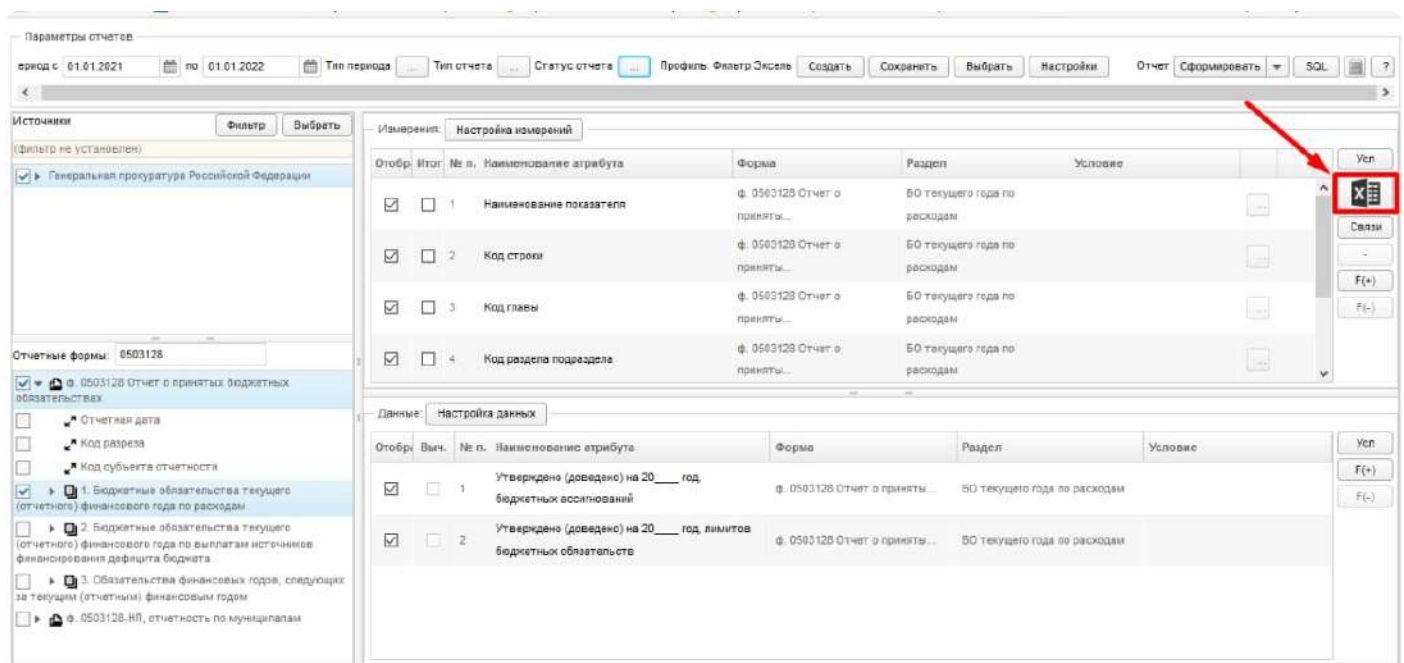 Параметры отчетов
ериод с 01.01.2021 по 01.01.2022 Тип периода ... Тип отчета ... Статус отчета ... Профиль: Фильтр Эксель Создать Сохранить Выбрать Настройки Отчет Сформировать SQL ?
Источники Фильтр Выбрать
(фильтр не установлен)
Генеральная прокуратура Российской Федерации
Отчетные формы: 0503128
ф. 0503128 Отчет о принятых бюджетных
обязательствах
Отчетная дата
Код разреза
Код субъекта отчетности
1. Бюджетные обязательства текущего
(отчетного) финансового года по расходам
2. Бюджетные обязательства текущего
(отчетного) финансового года по выплатам источников
финансирования дефицита бюджета
3. Обязательства финансовых годов, следующих
за текущим (отчетным) финансовым годом
ф. 0503128-НП, отчетность по муниципалам
Измерения: Настройка измерений
Отобр Итог № п. Наименование атрибута Форма Раздел Условие
1 Наименование показателя ф. 0503128 Отчет о
приняты... БО текущего года по
расходам ...
2 Код строки ф. 0503128 Отчет о
приняты... БО текущего года по
расходам ...
3 Код главы ф. 0503128 Отчет о
приняты... БО текущего года по
расходам ...
4 Код раздела подраздела ф. 0503128 Отчет о
приняты... БО текущего года по
расходам ...
Усл
X
Связи
-
F(+)
F(-)
Данные: Настройка данных
Отобр Выч. № п. Наименование атрибута Форма Раздел Условие
1 Утверждено (доведено) на 20____ год,
бюджетных ассигнований ф. 0503128 Отчет о приняты... БО текущего года по расходам
2 Утверждено (доведено) на 20____ год, лимитов
бюджетных обязательств ф. 0503128 Отчет о приняты... БО текущего года по расходам
Усл
F(+)
F(-)